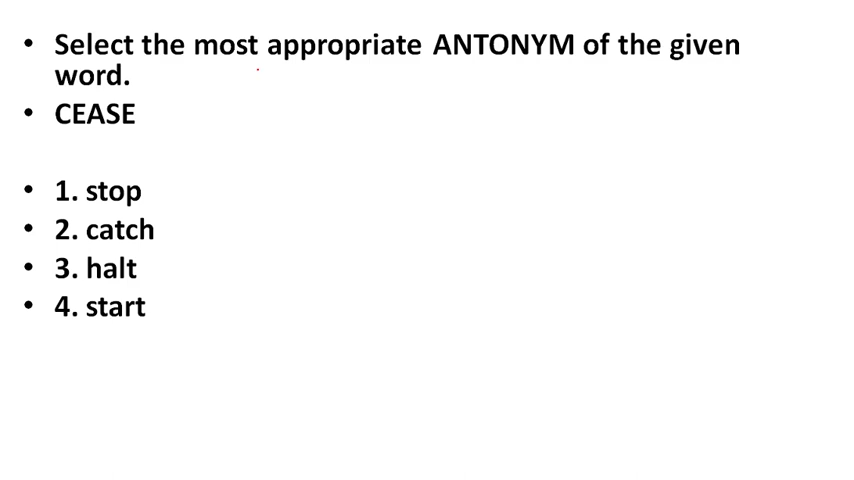 • Select the most appropriate ANTONYM of the given
word.
• CEASE
• 1. stop
• 2. catch
• 3. halt
• 4. start